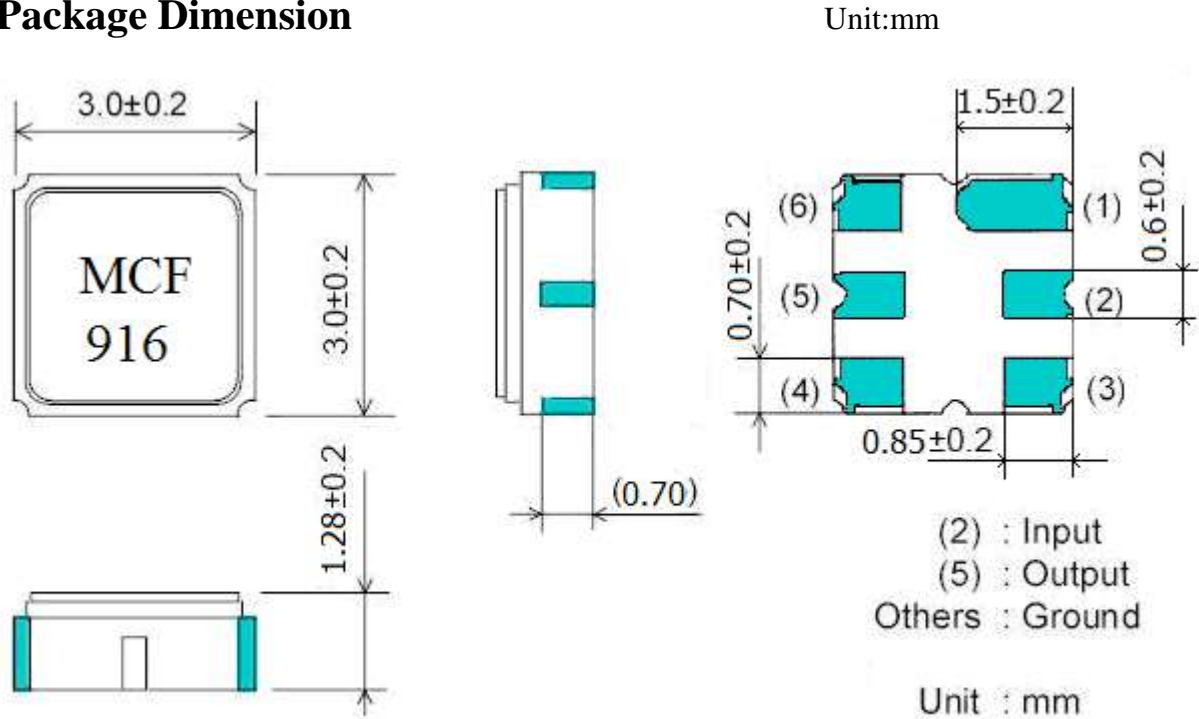 Package Dimension
Unit:mm
3.0±0.2
MCF
916
3.0±0.2
1.28±0.2
(0.70)
1.5±0.2
0.6±0.2
0.70±0.2
0.85±0.2
(6)
(1)
(5)
(2)
(4)
(3)
(2) : Input
(5) : Output
Others : Ground
Unit : mm